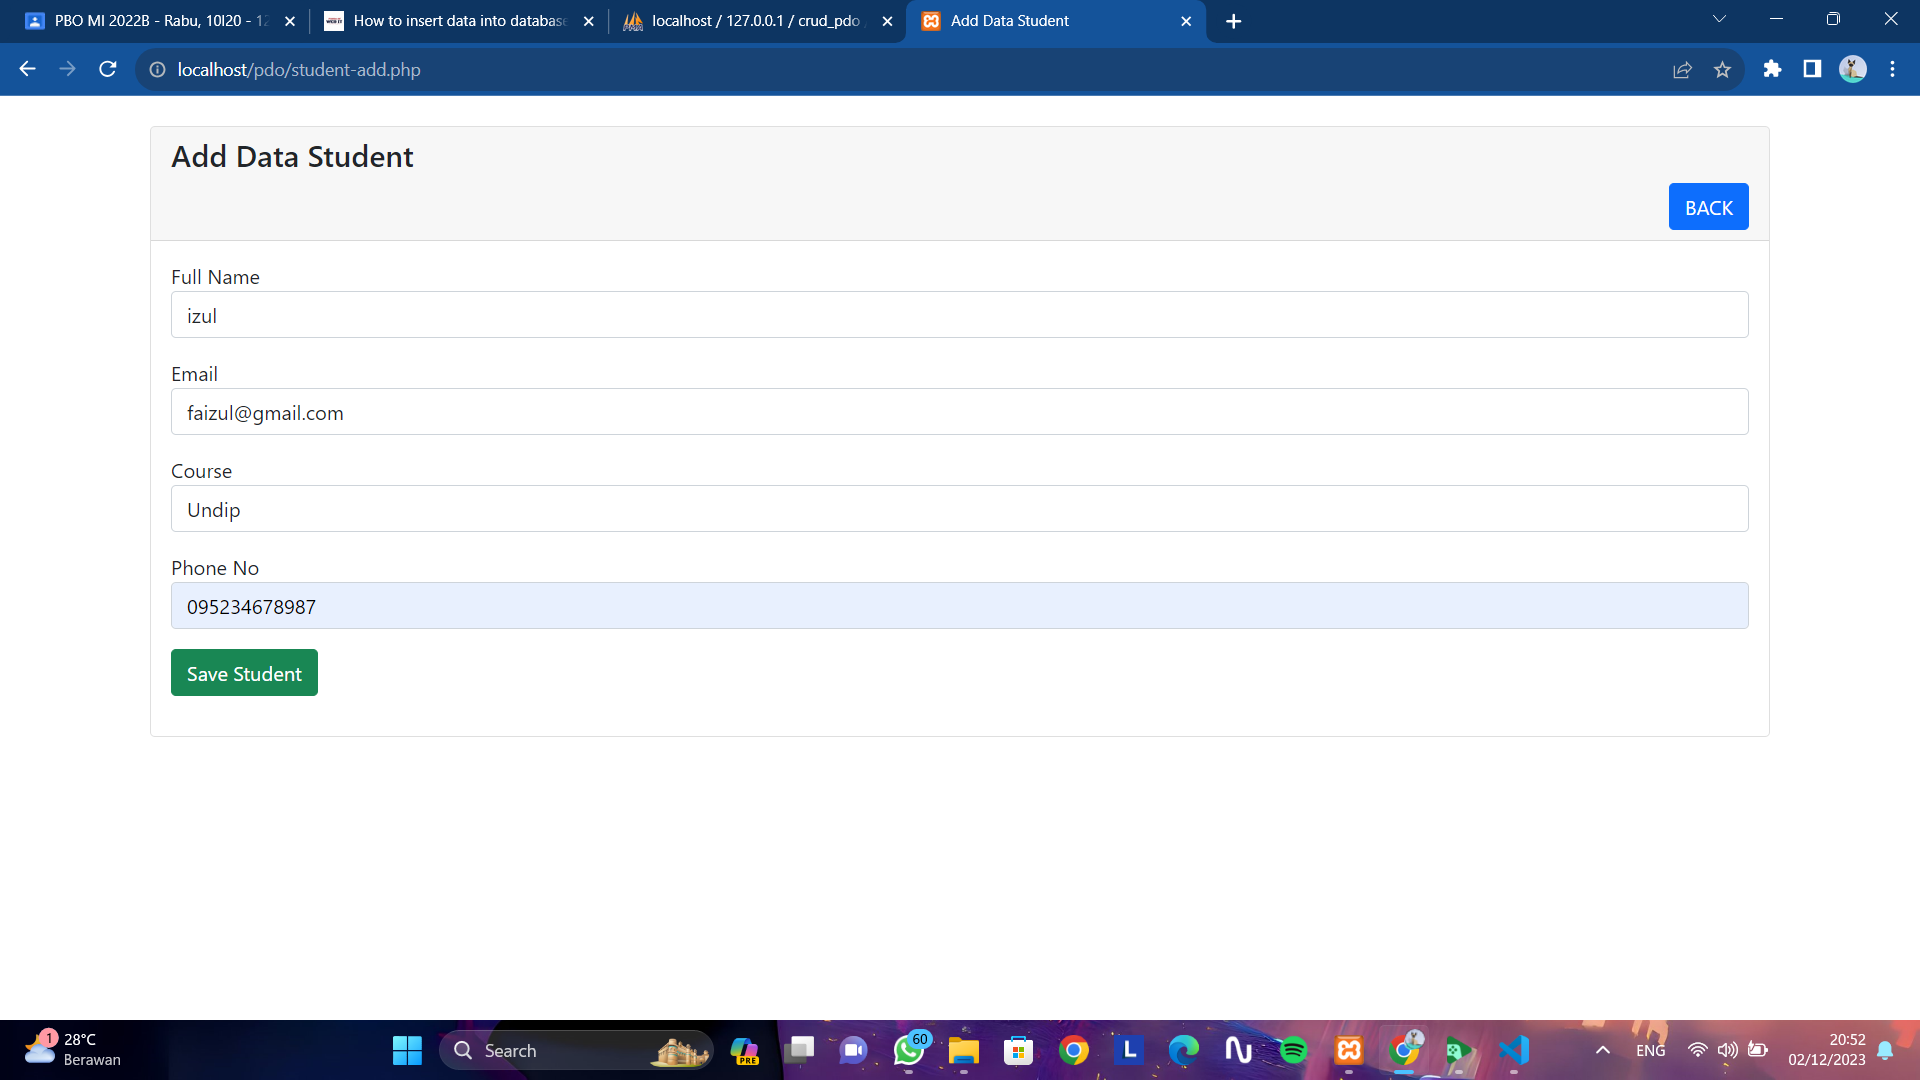 PBO MI 2022B - Rabu, 10I20 - 12
How to insert data into database
localhost / 127.0.0.1 / crud_pdo
Add Data Student
localhost/pdo/student-add.php
Add Data Student
BACK
Full Name
izul
Email
faizul@gmail.com
Course
Undip
Phone No
095234678987
Save Student
1
28°C
Berawan
Search
PRE
60
L
ENG
20:52
02/12/2023